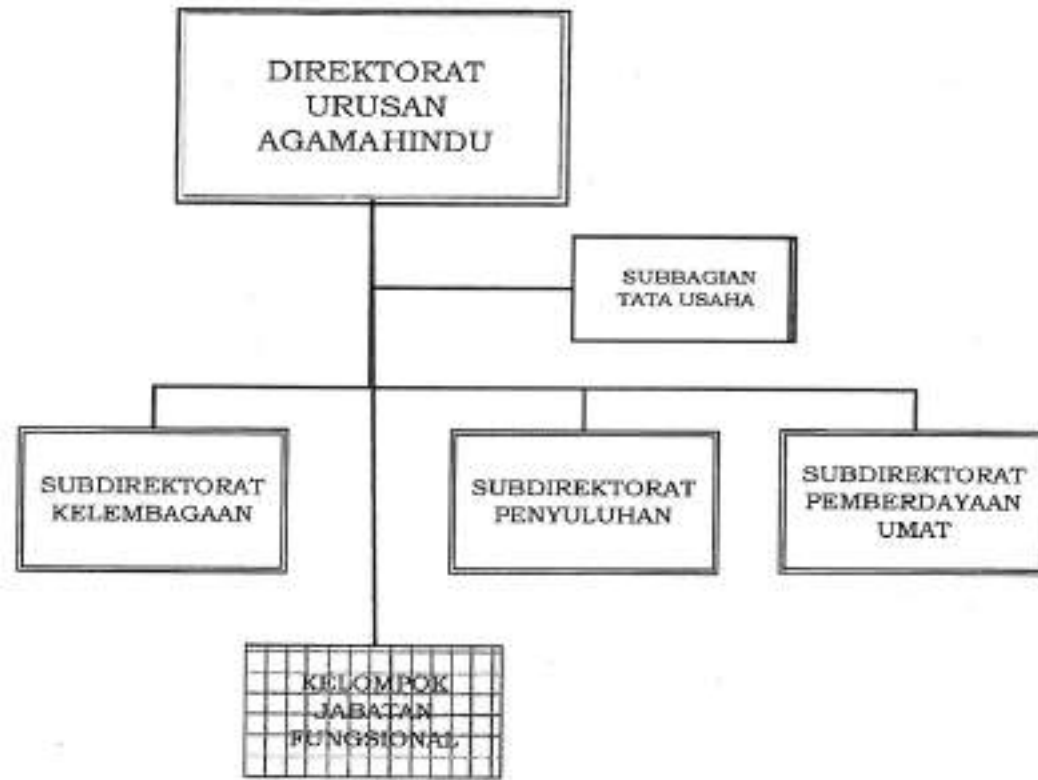 DIREKTORAT
URUSAN
AGAMAHINDU
SUBBAGIAN
TATA USAHA
SUBDIREKTORAT
KELEMBAGAAN
SUBDIREKTORAT
PENYULUHAN
SUBDIREKTORAT
PEMBERDAYAAN
UMAT
KELOMPOK
JABATAN
FUNGSIONAL